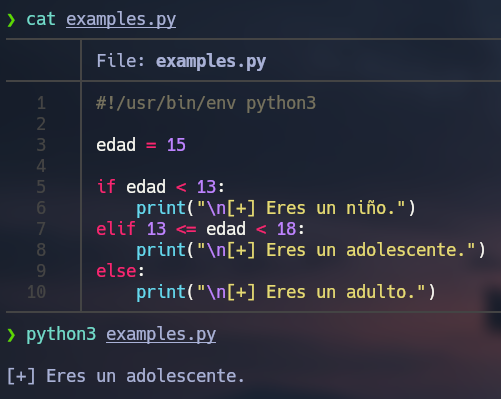 ❯ cat examples.py
File: examples.py
1 #!/usr/bin/env python3
2
3 edad = 15
4
5 if edad < 13:
6     print("\n[+] Eres un niño.")
7 elif 13 <= edad < 18:
8     print("\n[+] Eres un adolescente.")
9 else:
10     print("\n[+] Eres un adulto.")
❯ python3 examples.py
[+] Eres un adolescente.